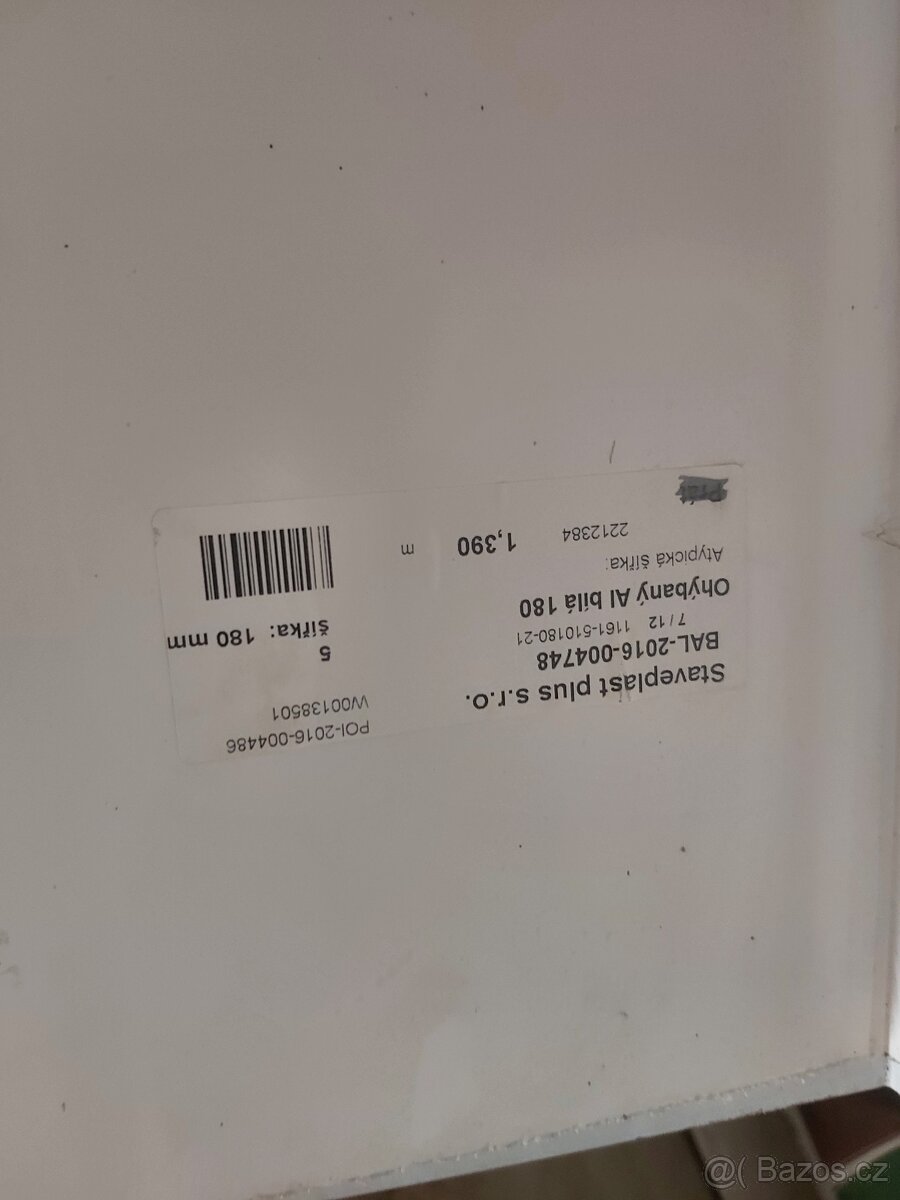 Staveplast plus s.r.o.
POI-2016-004486
BAL-2016-004748
W00138501
7 / 12 1161-510180-21
5
Ohýbaný Al bílá 180
šířka: 180 mm
Atypická šířka:
2212384 1,390 m
@( Bazos.cz